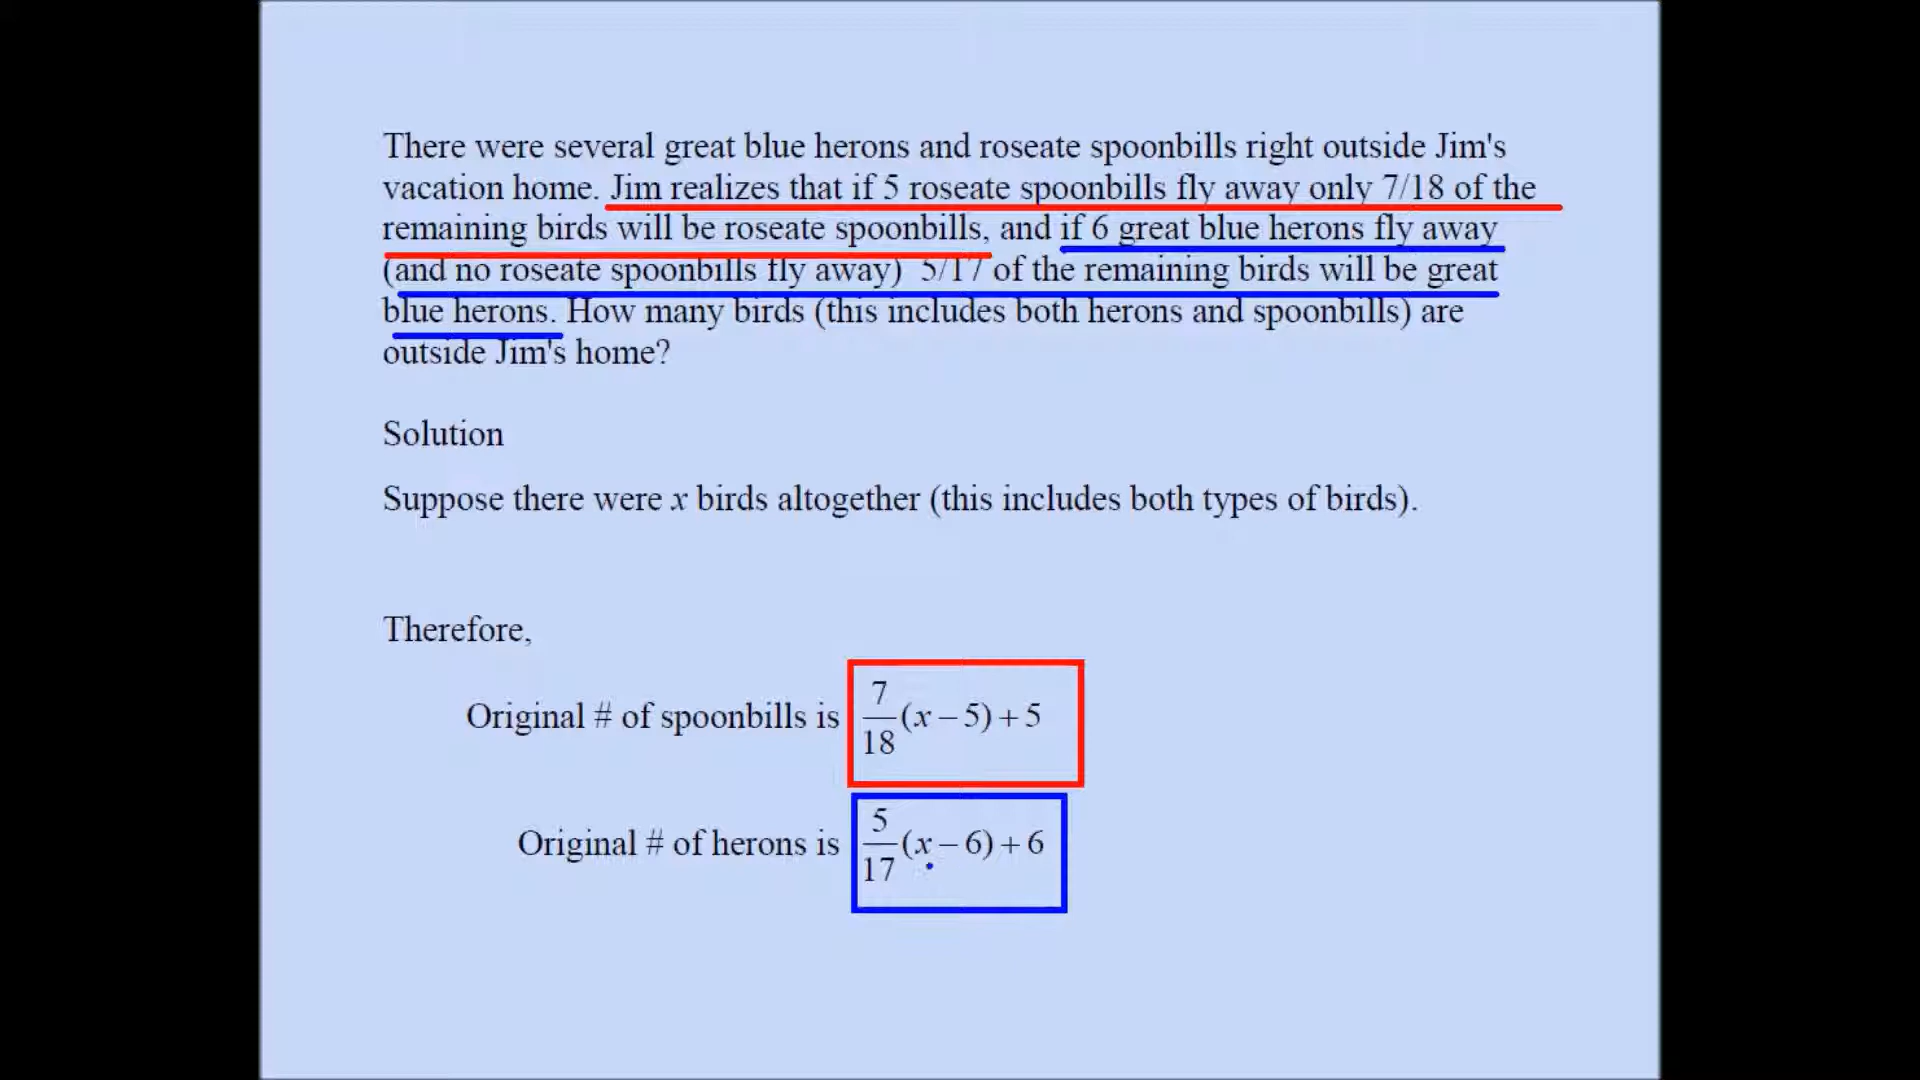 There were several great blue herons and roseate spoonbills right outside Jim's
vacation home. Jim realizes that if 5 roseate spoonbills fly away only 7/18 of the
remaining birds will be roseate spoonbills, and if 6 great blue herons fly away
(and no roseate spoonbills fly away)  5/17 of the remaining birds will be great
blue herons. How many birds (this includes both herons and spoonbills) are
outside Jim's home?
Solution
Suppose there were x birds altogether (this includes both types of birds).
Therefore,
Original # of spoonbills is 7/18 (x – 5) + 5
Original # of herons is 5/17 (x – 6) + 6